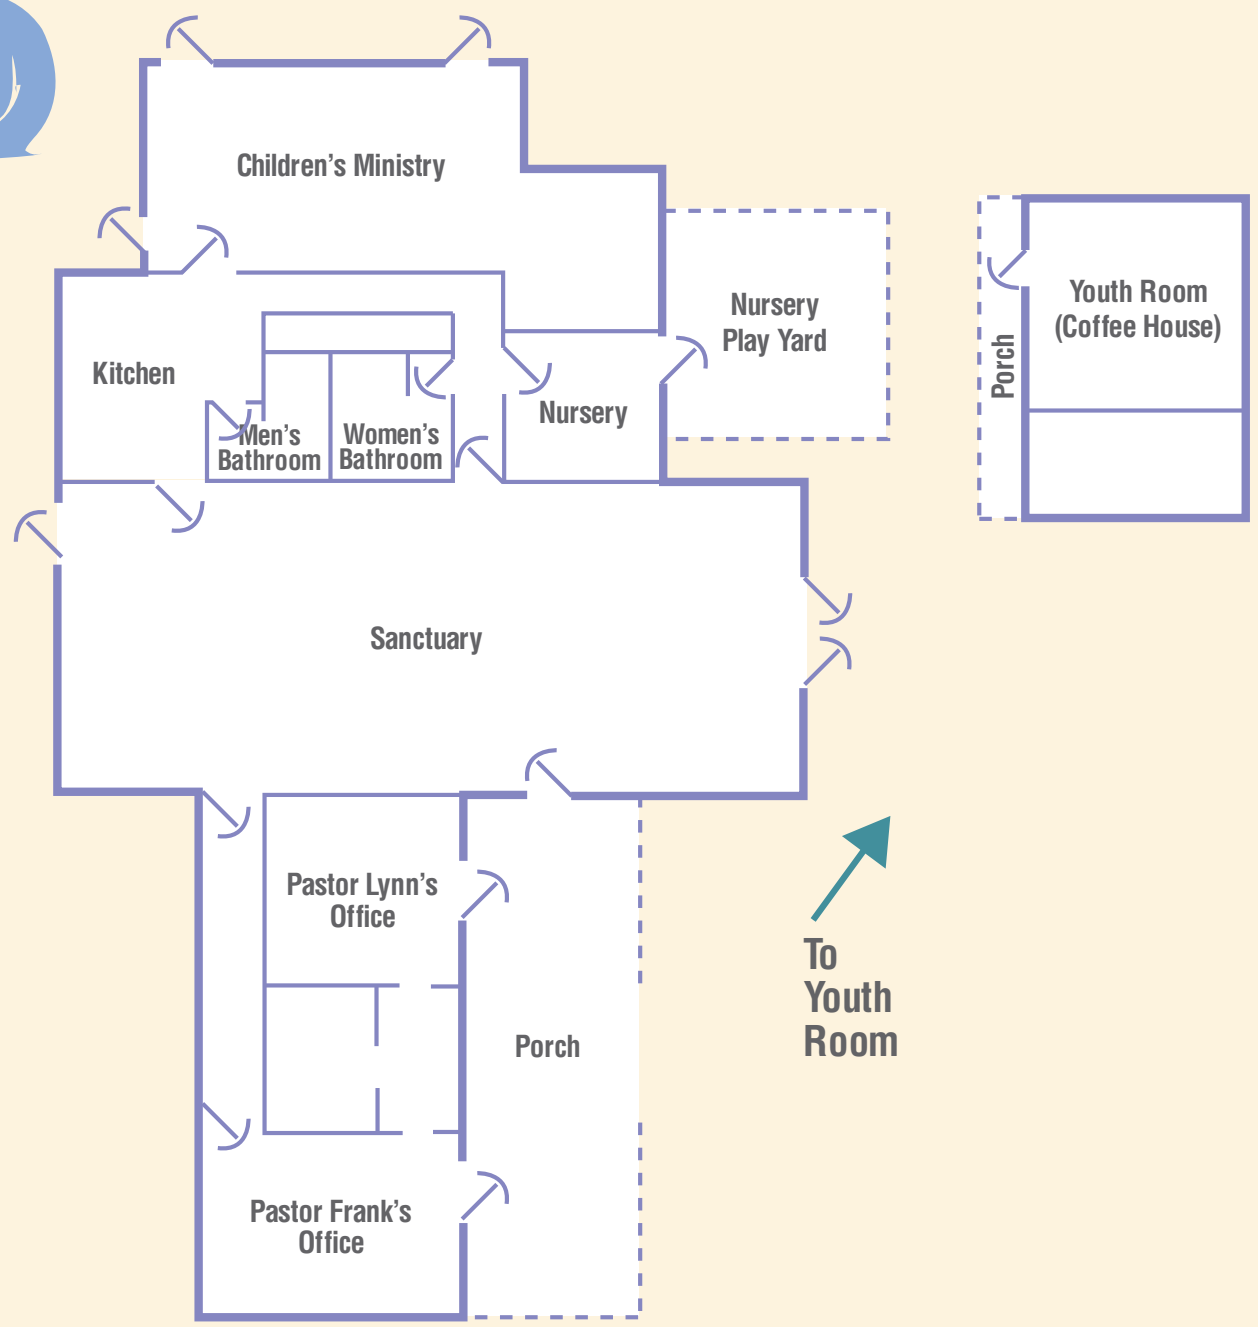 Children's Ministry
Nursery
Play Yard
Youth Room
(Coffee House)
Porch
Kitchen
Nursery
Men's
Bathroom
Women's
Bathroom
Sanctuary
Pastor Lynn's
Office
To
Youth
Room
Porch
Pastor Frank's
Office